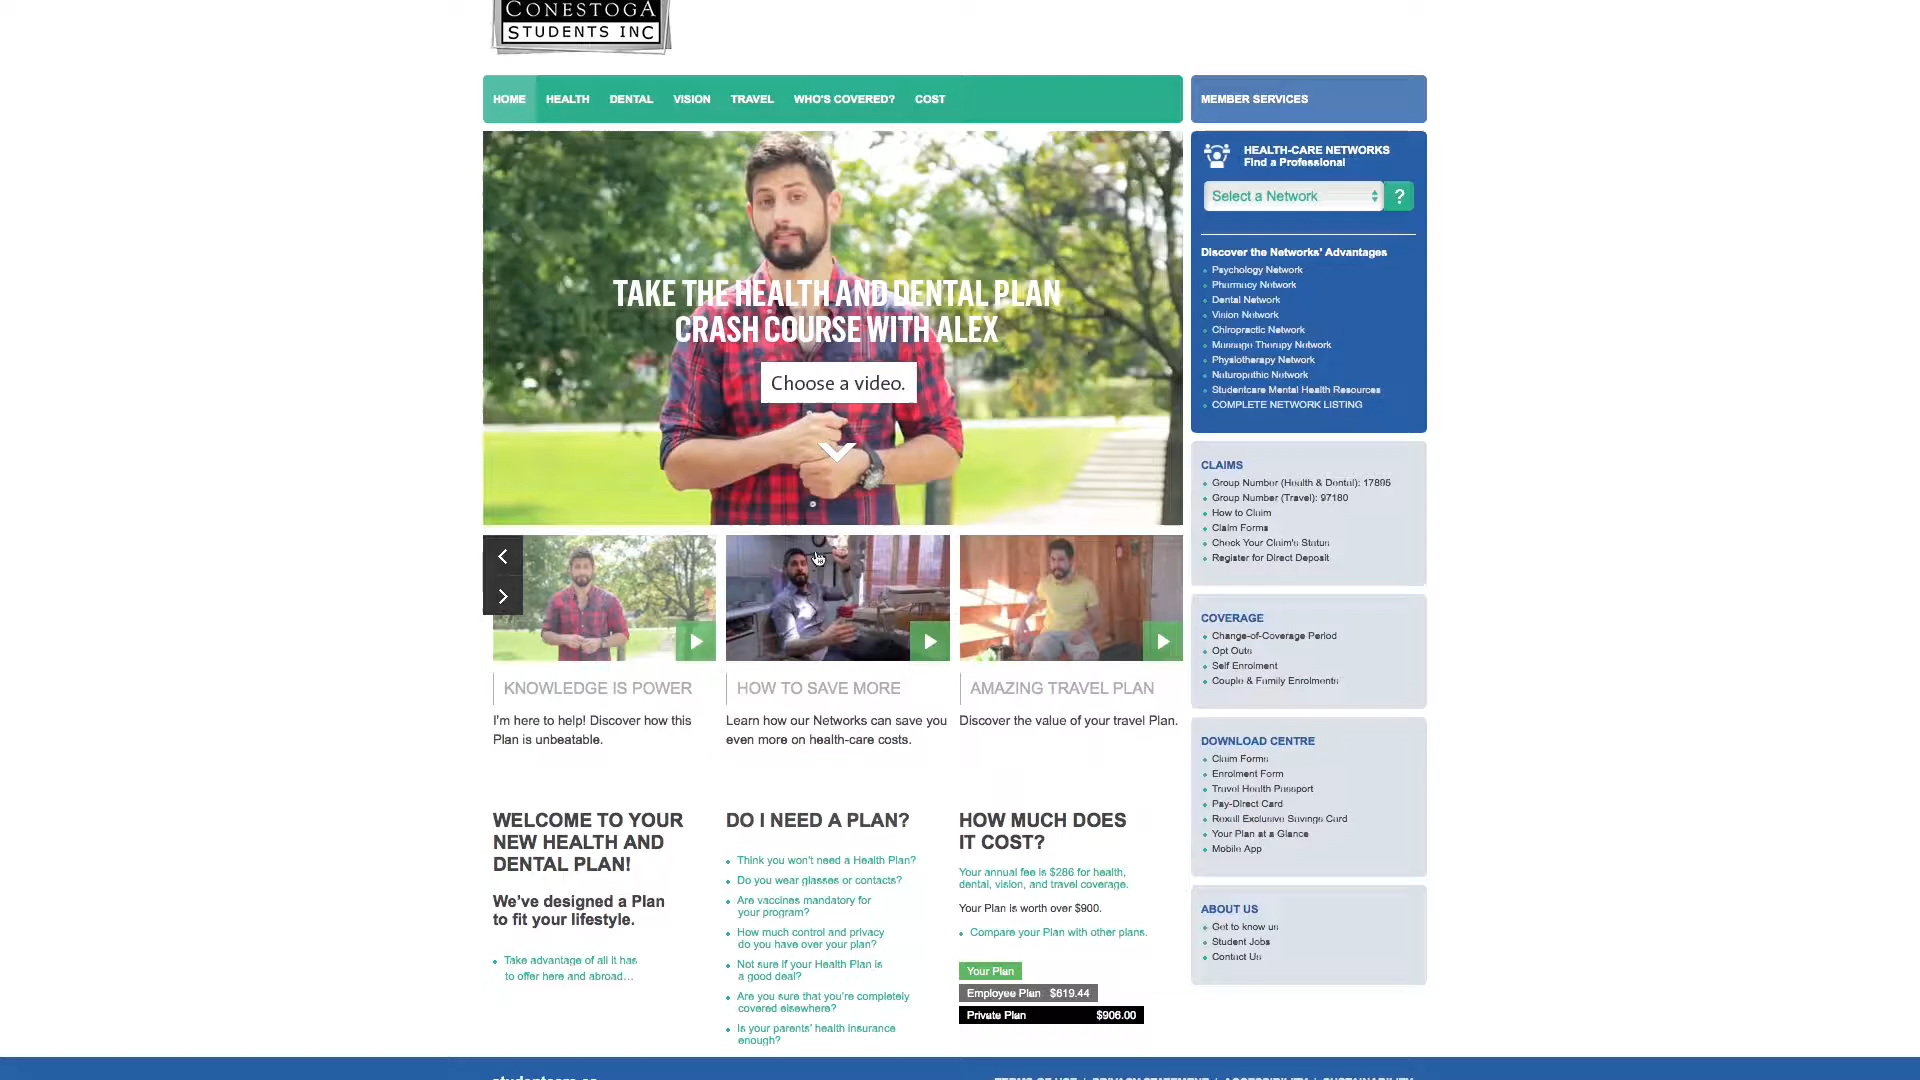 CONESTOGA
STUDENTS INC
HOME HEALTH DENTAL VISION TRAVEL WHO'S COVERED? COST
MEMBER SERVICES
TAKE THE HEALTH AND DENTAL PLAN
CRASH COURSE WITH ALEX
Choose a video.
KNOWLEDGE IS POWER
I'm here to help! Discover how this
Plan is unbeatable.
HOW TO SAVE MORE
Learn how our Networks can save you
even more on health-care costs.
AMAZING TRAVEL PLAN
Discover the value of your travel Plan.
WELCOME TO YOUR
NEW HEALTH AND
DENTAL PLAN!
We've designed a Plan
to fit your lifestyle.
Take advantage of all it has
to offer here and abroad...
DO I NEED A PLAN?
Think you won't need a Health Plan?
Do you wear glasses or contacts?
Are vaccines mandatory for
your program?
How much control and privacy
do you have over your plan?
Not sure if your Health Plan is
a good deal?
Are you sure that you're completely
covered elsewhere?
Is your parents' health insurance
enough?
HOW MUCH DOES
IT COST?
Your annual fee is $286 for health,
dental, vision, and travel coverage.
Your Plan is worth over $900.
Compare your Plan with other plans.
Your Plan
Employee Plan $619.44
Private Plan $906.00
HEALTH-CARE NETWORKS
Find a Professional
Select a Network ?
Discover the Networks' Advantages
Psychology Network
Pharmacy Network
Dental Network
Vision Network
Chiropractic Network
Massage Therapy Network
Physiotherapy Network
Naturopathic Network
Studentcare Mental Health Resources
COMPLETE NETWORK LISTING
CLAIMS
Group Number (Health & Dental): 17895
Group Number (Travel): 97180
How to Claim
Claim Forms
Check Your Claim's Status
Register for Direct Deposit
COVERAGE
Change-of-Coverage Period
Opt Outs
Self Enrolment
Couple & Family Enrolments
DOWNLOAD CENTRE
Claim Forms
Enrolment Form
Travel Health Passport
Pay-Direct Card
Rexall Exclusive Savings Card
Your Plan at a Glance
Mobile App
ABOUT US
Get to know us
Student Jobs
Contact Us
studentcare.ca
TERMS OF USE | PRIVACY STATEMENT | ACCESSIBILITY | SUSTAINABILITY